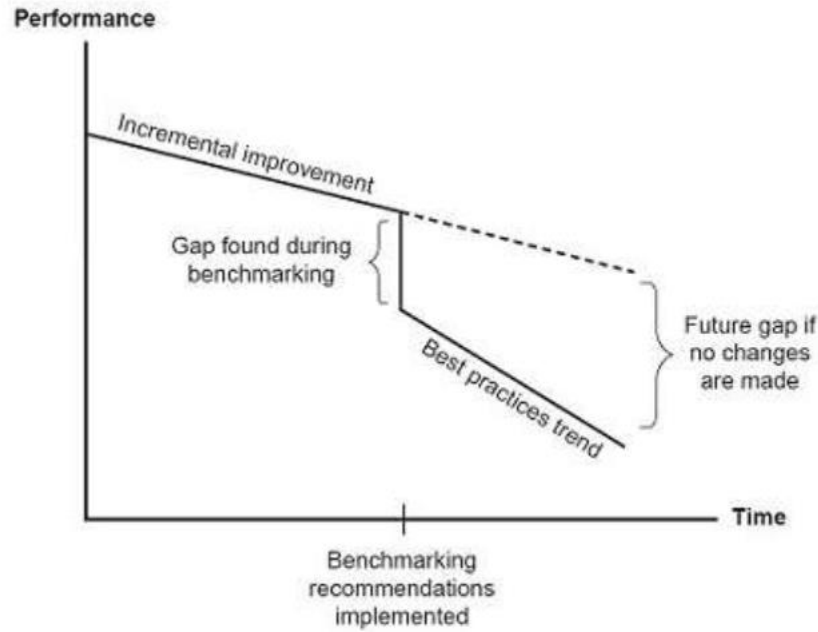 Performance
Incremental improvement
Gap found during
benchmarking
Future gap if
no changes
are made
Best practices trend
Time
Benchmarking
recommendations
implemented